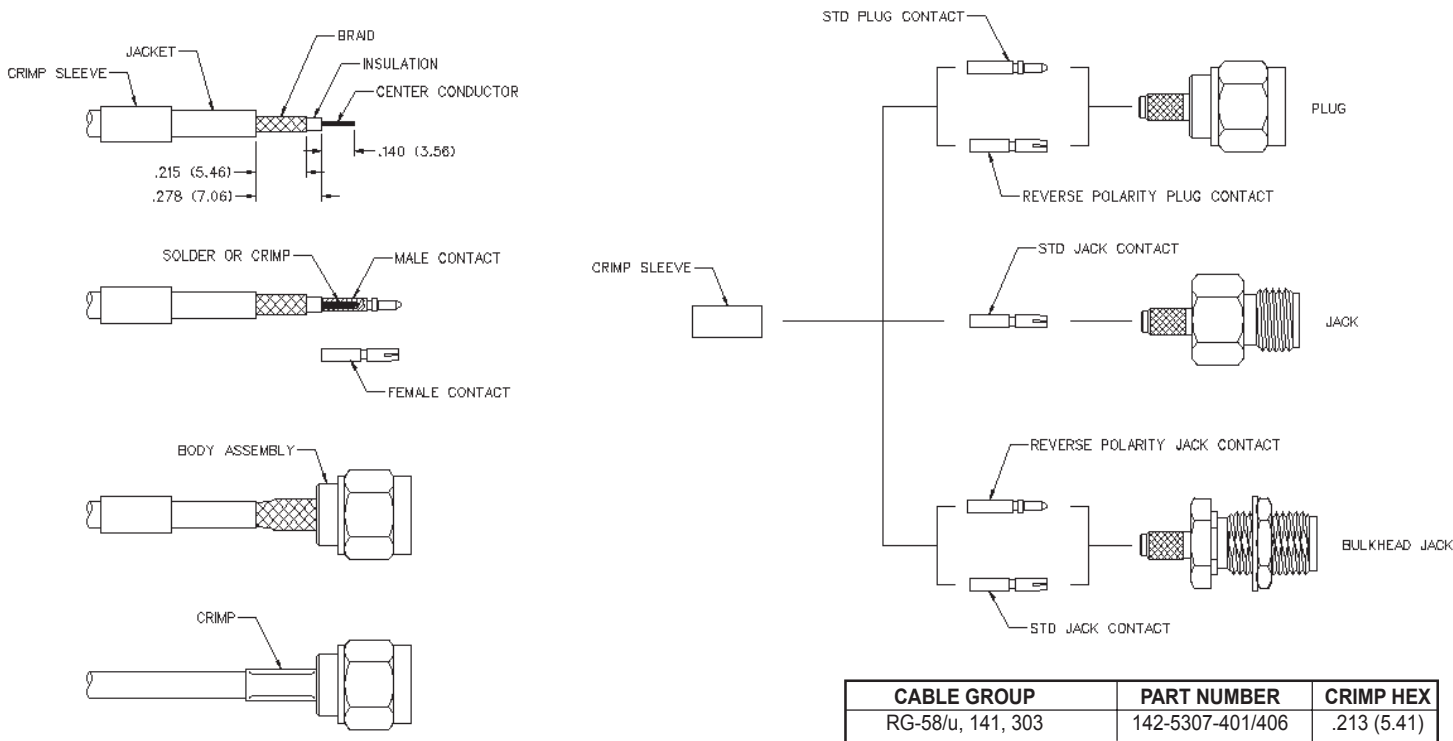 BRAID
JACKET
INSULATION
CRIMP SLEEVE
CENTER CONDUCTOR
.140 (3.56)
.215 (5.46)
.278 (7.06)
SOLDER OR CRIMP
MALE CONTACT
FEMALE CONTACT
BODY ASSEMBLY
CRIMP
STD PLUG CONTACT
PLUG
REVERSE POLARITY PLUG CONTACT
STD JACK CONTACT
CRIMP SLEEVE
JACK
REVERSE POLARITY JACK CONTACT
BULKHEAD JACK
STD JACK CONTACT
CABLE GROUP PART NUMBER CRIMP HEX
RG-58/u, 141, 303 142-5307-401/406 .213 (5.41)